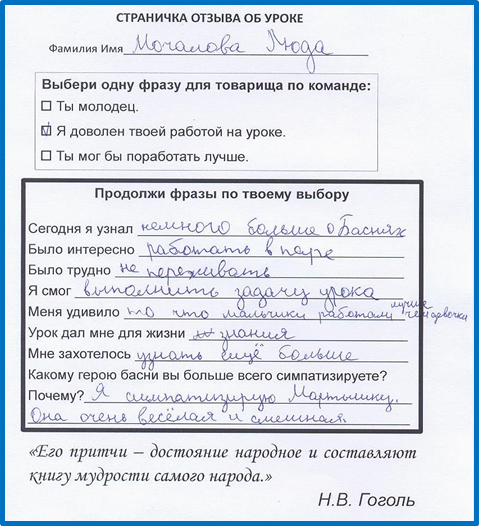 СТРАНИЧКА ОТЗЫВА ОБ УРОКЕ
Фамилия Имя Мочалова Люда
Выбери одну фразу для товарища по команде:
Ты молодец.
Я доволен твоей работой на уроке.
Ты мог бы поработать лучше.
Продолжи фразы по твоему выбору
Сегодня я узнал немного больше о Баснях
Было интересно работать в паре
Было трудно не переживать
Я смог выполнить задачу урока
Меня удивило то что мальчики работали лучше чем девочки
Урок дал мне для жизни знания
Мне захотелось узнать ещё больше
Какому герою басни вы больше всего симпатизируете?
Почему? Я симпатизирую Мартышку.
Она очень весёлая и смешная.
«Его притчи – достояние народное и составляют
книгу мудрости самого народа.»
Н.В. Гоголь